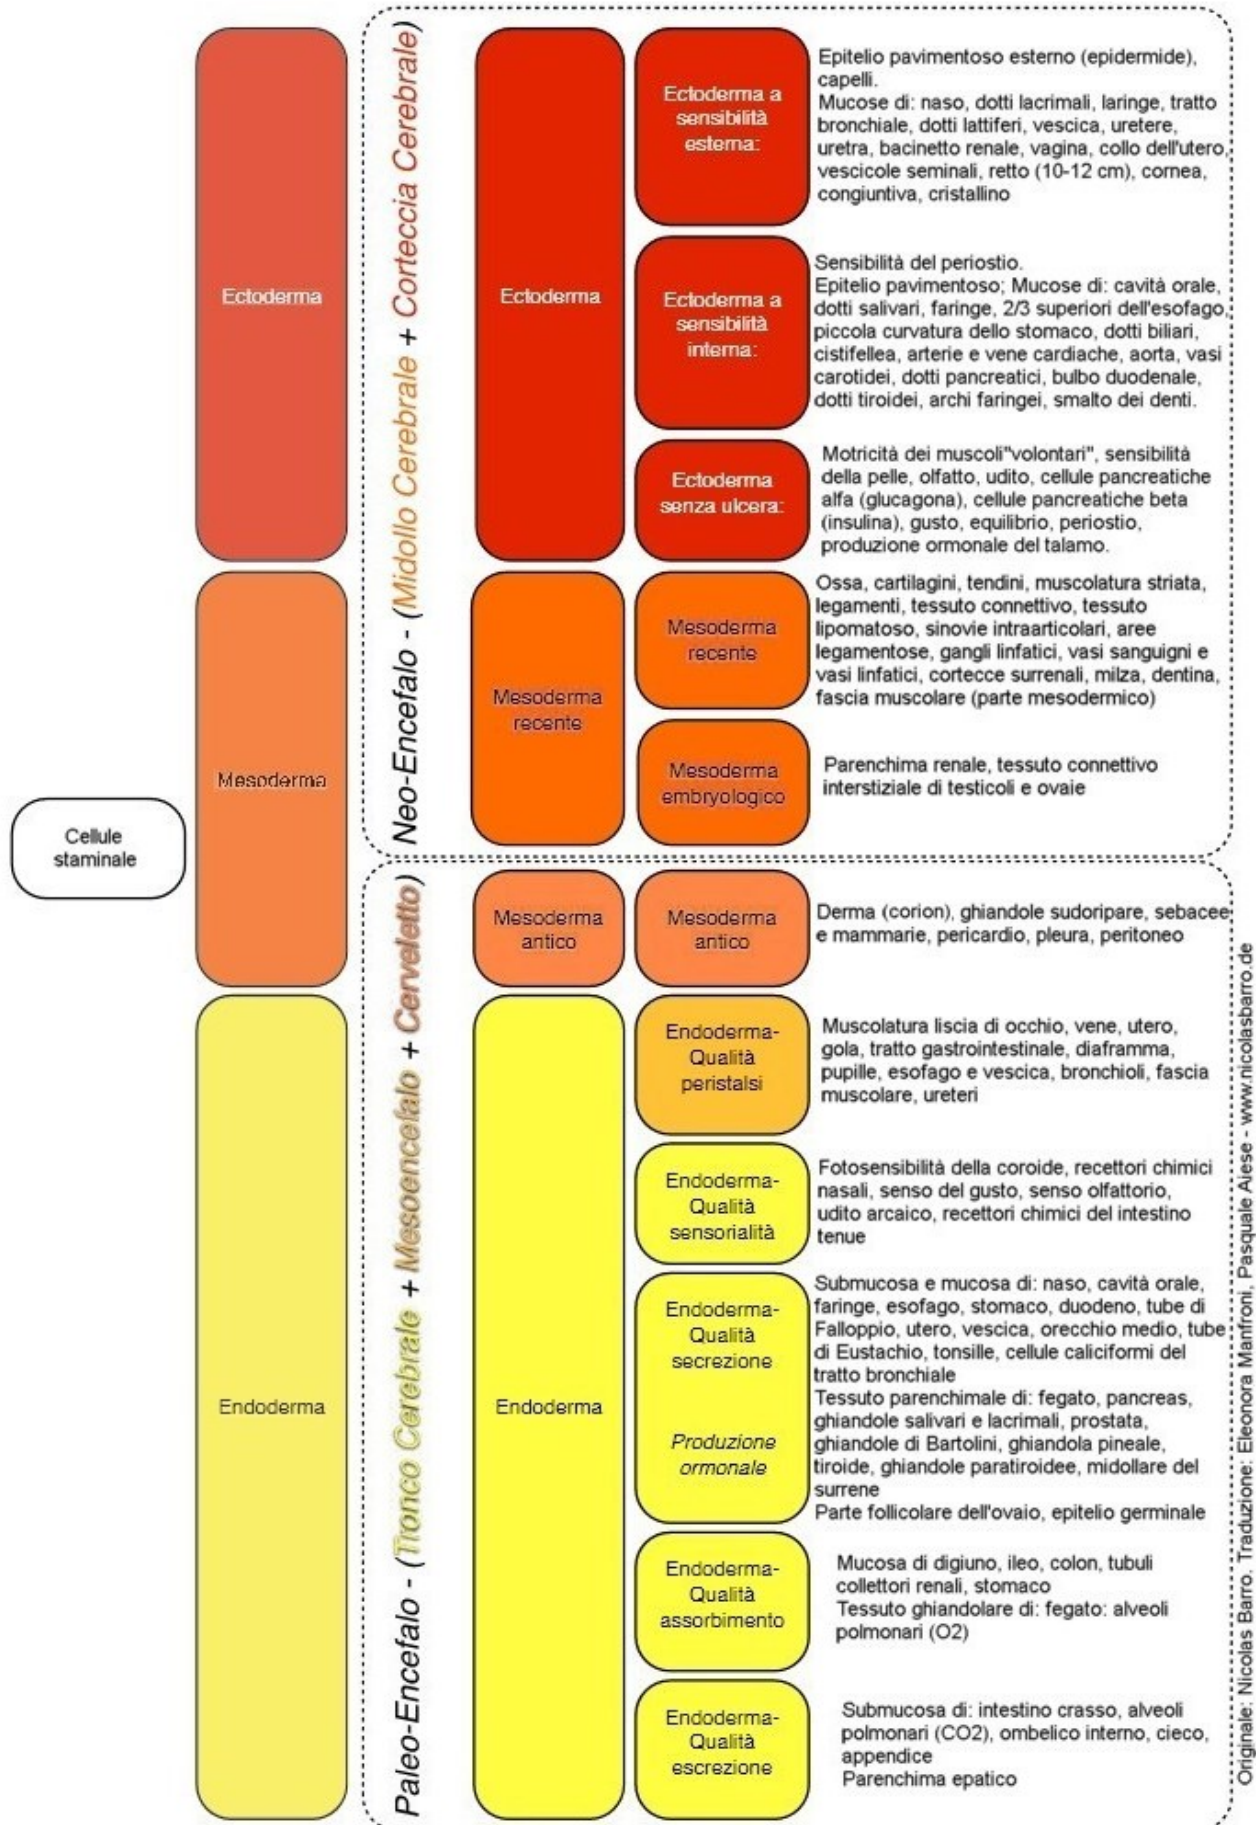 Cellule
staminale
Ectoderma
Mesoderma
Endoderma
Neo-Encefalo - (Midollo Cerebrale + Corteccia Cerebrale)
Ectoderma
Ectoderma a
sensibilità
esterna:
Epitelio pavimentoso esterno (epidermide),
capelli.
Mucose di: naso, dotti lacrimali, laringe, tratto
bronchiale, dotti lattiferi, vescica, uretere,
uretra, bacinetto renale, vagina, collo dell'utero,
vescicole seminali, retto (10-12 cm), cornea,
congiuntiva, cristallino
Ectoderma a
sensibilità
interna:
Sensibilità del periostio.
Epitelio pavimentoso; Mucose di: cavità orale,
dotti salivari, faringe, 2/3 superiori dell'esofago,
piccola curvatura dello stomaco, dotti biliari,
cistifellea, arterie e vene cardiache, aorta, vasi
carotidei, dotti pancreatici, bulbo duodenale,
dotti tiroidei, archi faringei, smalto dei denti.
Ectoderma
senza ulcera:
Motricità dei muscoli"volontari", sensibilità
della pelle, olfatto, udito, cellule pancreatiche
alfa (glucagona), cellule pancreatiche beta
(insulina), gusto, equilibrio, periostio,
produzione ormonale del talamo.
Mesoderma
recente
Mesoderma
recente
Ossa, cartilagini, tendini, muscolatura striata,
legamenti, tessuto connettivo, tessuto
lipomatoso, sinovie intraarticolari, aree
legamentose, gangli linfatici, vasi sanguigni e
vasi linfatici, cortecce surrenali, milza, dentina,
fascia muscolare (parte mesodermico)
Mesoderma
embryologico
Parenchima renale, tessuto connettivo
interstiziale di testicoli e ovaie
Paleo-Encefalo - (Tronco Cerebrale + Mesoencefalo + Cerveletto)
Mesoderma
antico
Mesoderma
antico
Derma (corion), ghiandole sudoripare, sebacee
e mammarie, pericardio, pleura, peritoneo
Endoderma
Endoderma-
Qualità
peristalsi
Muscolatura liscia di occhio, vene, utero,
gola, tratto gastrointestinale, diaframma,
pupille, esofago e vescica, bronchioli, fascia
muscolare, ureteri
Endoderma-
Qualità
sensorialità
Fotosensibilità della coroide, recettori chimici
nasali, senso del gusto, senso olfattorio,
udito arcaico, recettori chimici del intestino
tenue
Endoderma-
Qualità
secrezione
Produzione
ormonale
Submucosa e mucosa di: naso, cavità orale,
faringe, esofago, stomaco, duodeno, tube di
Falloppio, utero, vescica, orecchio medio, tube
di Eustachio, tonsille, cellule caliciformi del
tratto bronchiale
Tessuto parenchimale di: fegato, pancreas,
ghiandole salivari e lacrimali, prostata,
ghiandole di Bartolini, ghiandola pineale,
tiroide, ghiandole paratiroidee, midollare del
surrene
Parte follicolare dell'ovaio, epitelio germinale
Endoderma-
Qualità
assorbimento
Mucosa di digiuno, ileo, colon, tubuli
collettori renali, stomaco
Tessuto ghiandolare di: fegato: alveoli
polmonari (O2)
Endoderma-
Qualità
escrezione
Submucosa di: intestino crasso, alveoli
polmonari (CO2), ombelico interno, cieco,
appendice
Parenchima epatico
Originale: Nicolas Barro. Traduzione: Eleonora Manfroni, Pasquale Aiese - www.nicolasbarro.de